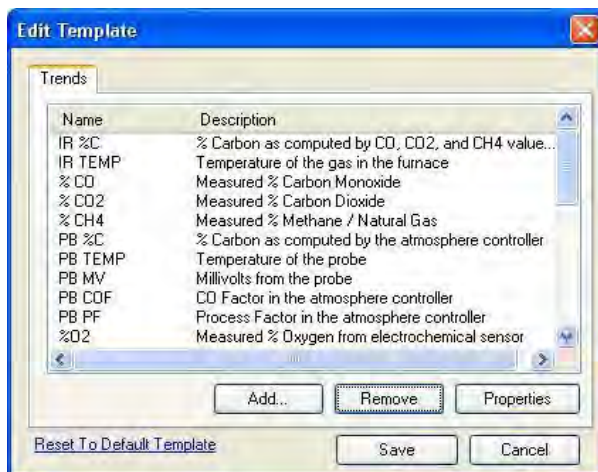 Edit Template
Trends
Name Description
IR %C % Carbon as computed by CO, CO2, and CH4 value...
IR TEMP Temperature of the gas in the furnace
% CO Measured % Carbon Monoxide
% CO2 Measured % Carbon Dioxide
% CH4 Measured % Methane / Natural Gas
PB %C % Carbon as computed by the atmosphere controller
PB TEMP Temperature of the probe
PB MV Millivolts from the probe
PB COF CO Factor in the atmosphere controller
PB PF Process Factor in the atmosphere controller
%O2 Measured % Oxygen from electrochemical sensor
Add... Remove Properties
Reset To Default Template Save Cancel